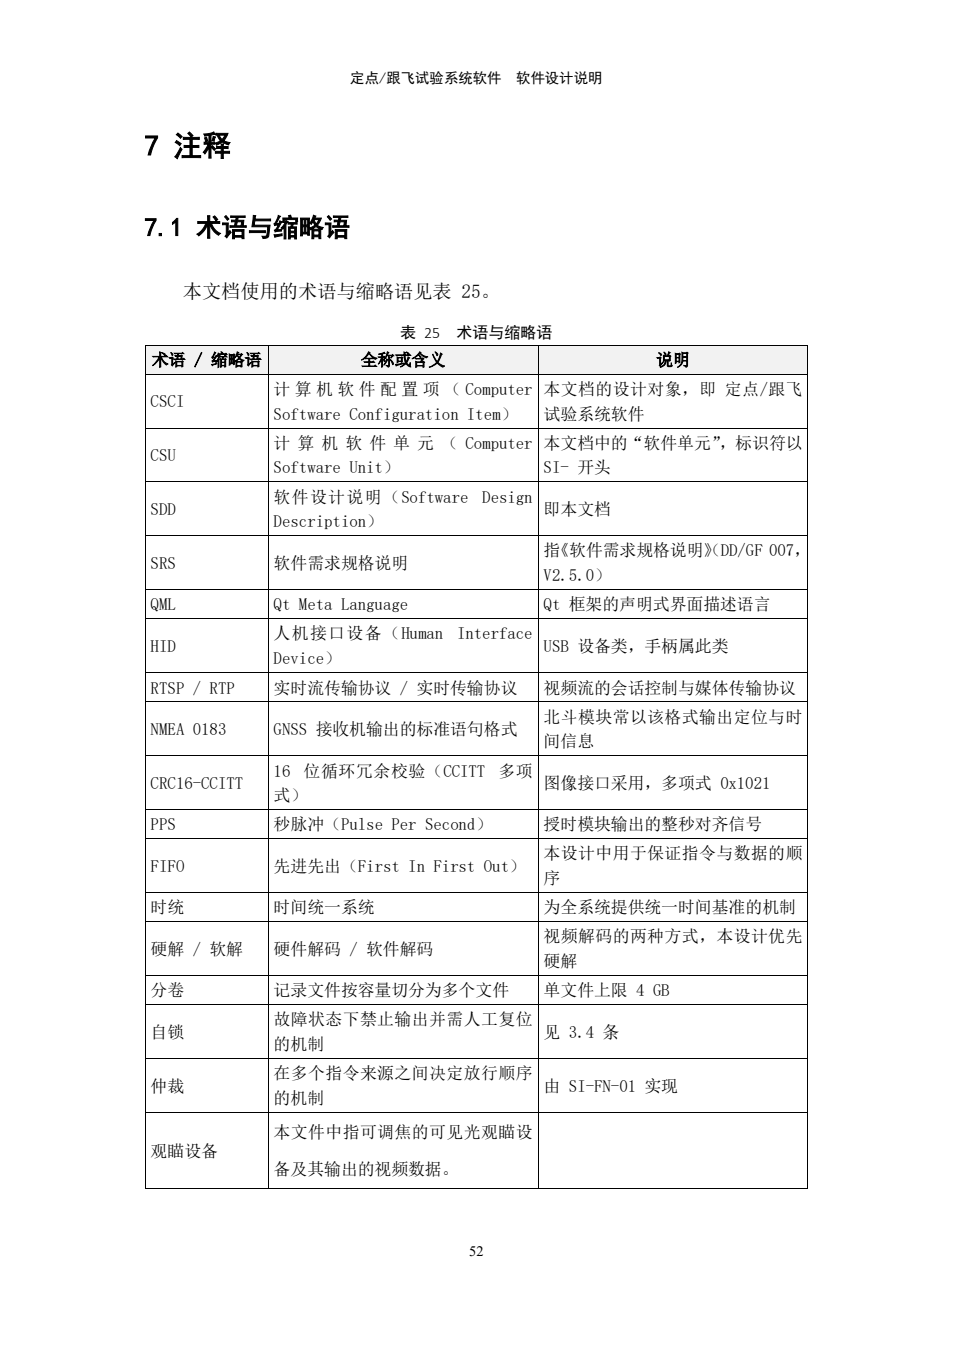 定点/跟飞试验系统软件 软件设计说明
7 注释
7.1 术语与缩略语
本文档使用的术语与缩略语见表 25。
表 25 术语与缩略语
术语 / 缩略语 全称或含义 说明
CSCI
计算机软件配置项（Computer
Software Configuration Item）
本文档的设计对象，即 定点/跟飞
试验系统软件
CSU
计算机软件单元（Computer
Software Unit）
本文档中的“软件单元”，标识符以
SI- 开头
SDD
软件设计说明（Software Design
Description）
即本文档
SRS
软件需求规格说明
指《软件需求规格说明》（DD/GF 007，
V2.5.0）
QML
Qt Meta Language
Qt 框架的声明式界面描述语言
HID
人机接口设备（Human Interface
Device）
USB 设备类，手柄属此类
RTSP / RTP
实时流传输协议 / 实时传输协议
视频流的会话控制与媒体传输协议
NMEA 0183
GNSS 接收机输出的标准语句格式
北斗模块常以该格式输出定位与时
间信息
CRC16-CCITT
16 位循环冗余校验（CCITT 多项
式）
图像接口采用，多项式 0x1021
PPS
秒脉冲（Pulse Per Second）
授时模块输出的整秒对齐信号
FIFO
先进先出（First In First Out）
本设计中用于保证指令与数据的顺
序
时统
时间统一系统
为全系统提供统一时间基准的机制
硬解 / 软解
硬件解码 / 软件解码
视频解码的两种方式，本设计优先
硬解
分卷
记录文件按容量切分为多个文件
单文件上限 4 GB
自锁
故障状态下禁止输出并需人工复位
的机制
见 3.4 条
仲裁
在多个指令来源之间决定放行顺序
的机制
由 SI-FN-01 实现
观瞄设备
本文件中指可调焦的可见光观瞄设
备及其输出的视频数据。
52